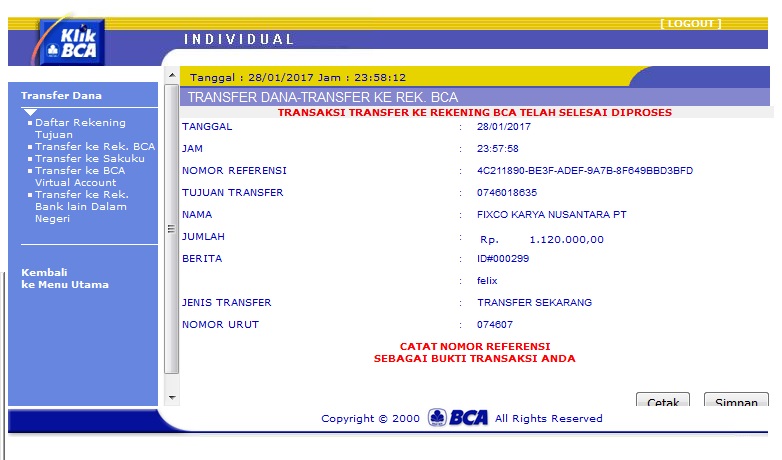 [ LOGOUT ]
Klik
BCA
INDIVIDUAL
Tanggal : 28/01/2017 Jam : 23:58:12
Transfer Dana
Daftar Rekening
Tujuan
Transfer ke Rek. BCA
Transfer ke Sakuku
Transfer ke BCA
Virtual Account
Transfer ke Rek.
Bank lain Dalam
Negeri
Kembali
ke Menu Utama
TRANSFER DANA-TRANSFER KE REK. BCA
TRANSAKSI TRANSFER KE REKENING BCA TELAH SELESAI DIPROSES
TANGGAL : 28/01/2017
JAM : 23:57:58
NOMOR REFERENSI : 4C211890-BE3F-ADEF-9A7B-8F649BBD3BFD
TUJUAN TRANSFER : 0746018635
NAMA : FIXCO KARYA NUSANTARA PT
JUMLAH : Rp. 1.120.000,00
BERITA : ID#000299
: felix
JENIS TRANSFER : TRANSFER SEKARANG
NOMOR URUT : 074607
CATAT NOMOR REFERENSI
SEBAGAI BUKTI TRANSAKSI ANDA
Cetak Simpan
Copyright © 2000 BCA All Rights Reserved